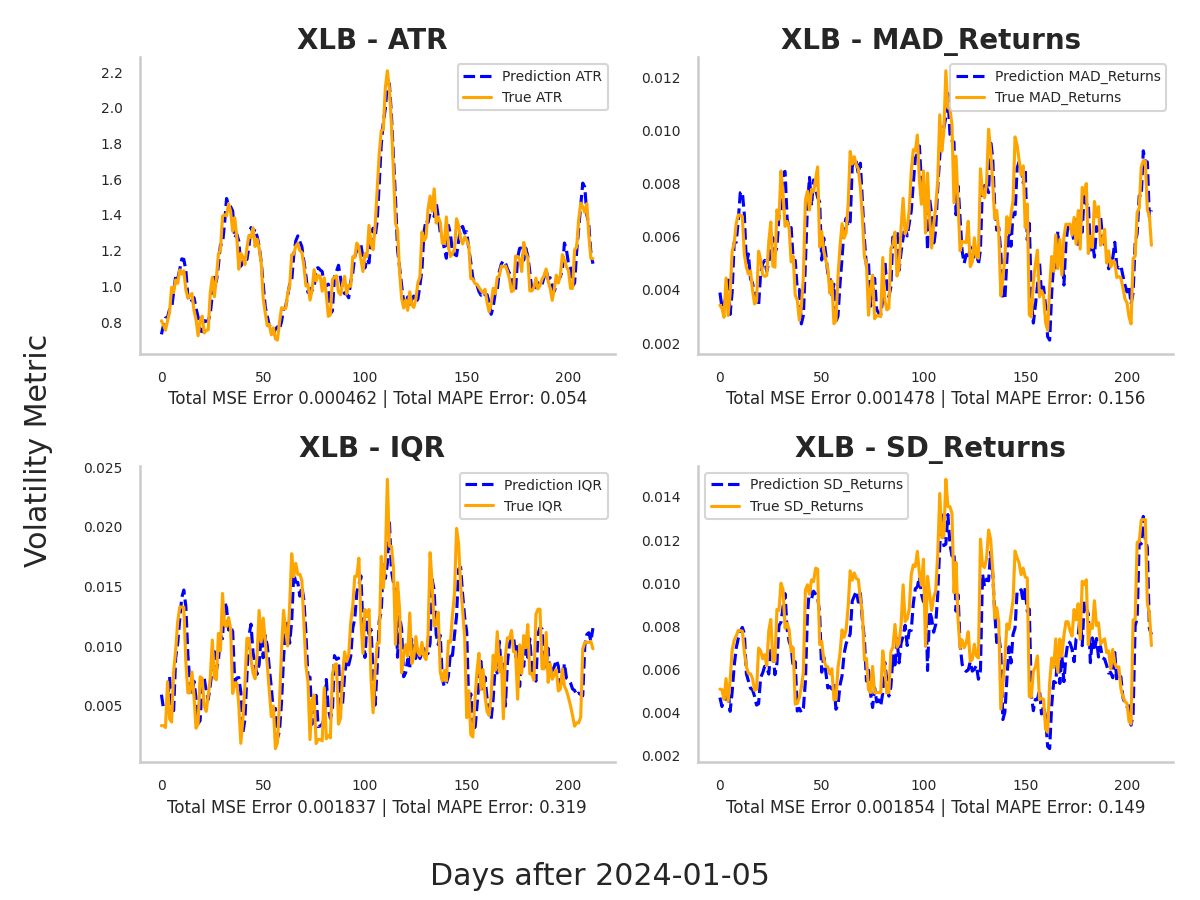 XLB - ATR
2.2
2.0
1.8
1.6
1.4
1.2
1.0
0.8
Prediction ATR
True ATR
0 50 100 150 200
Total MSE Error 0.000462 | Total MAPE Error: 0.054
XLB - MAD_Returns
0.012
0.010
0.008
0.006
0.004
0.002
Prediction MAD_Returns
True MAD_Returns
0 50 100 150 200
Total MSE Error 0.001478 | Total MAPE Error: 0.156
Volatility Metric
XLB - IQR
0.025
0.020
0.015
0.010
0.005
Prediction IQR
True IQR
0 50 100 150 200
Total MSE Error 0.001837 | Total MAPE Error: 0.319
XLB - SD_Returns
0.014
0.012
0.010
0.008
0.006
0.004
0.002
Prediction SD_Returns
True SD_Returns
0 50 100 150 200
Total MSE Error 0.001854 | Total MAPE Error: 0.149
Days after 2024-01-05